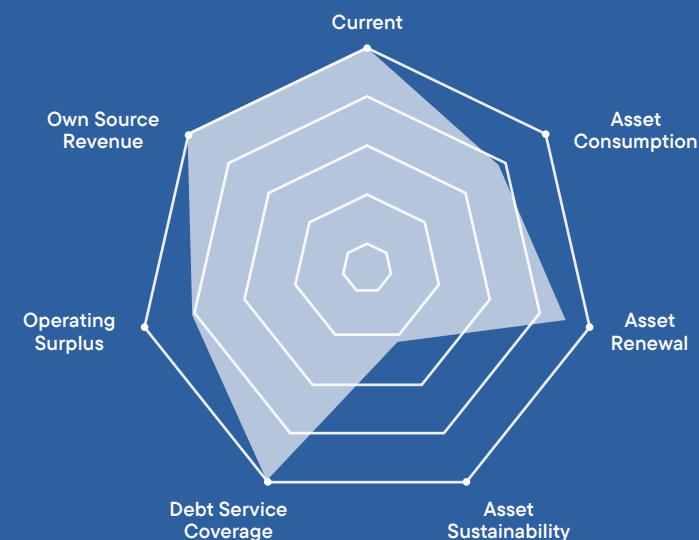 Current
Own Source
Revenue
Asset
Consumption
Operating
Surplus
Asset
Renewal
Debt Service
Coverage
Asset
Sustainability